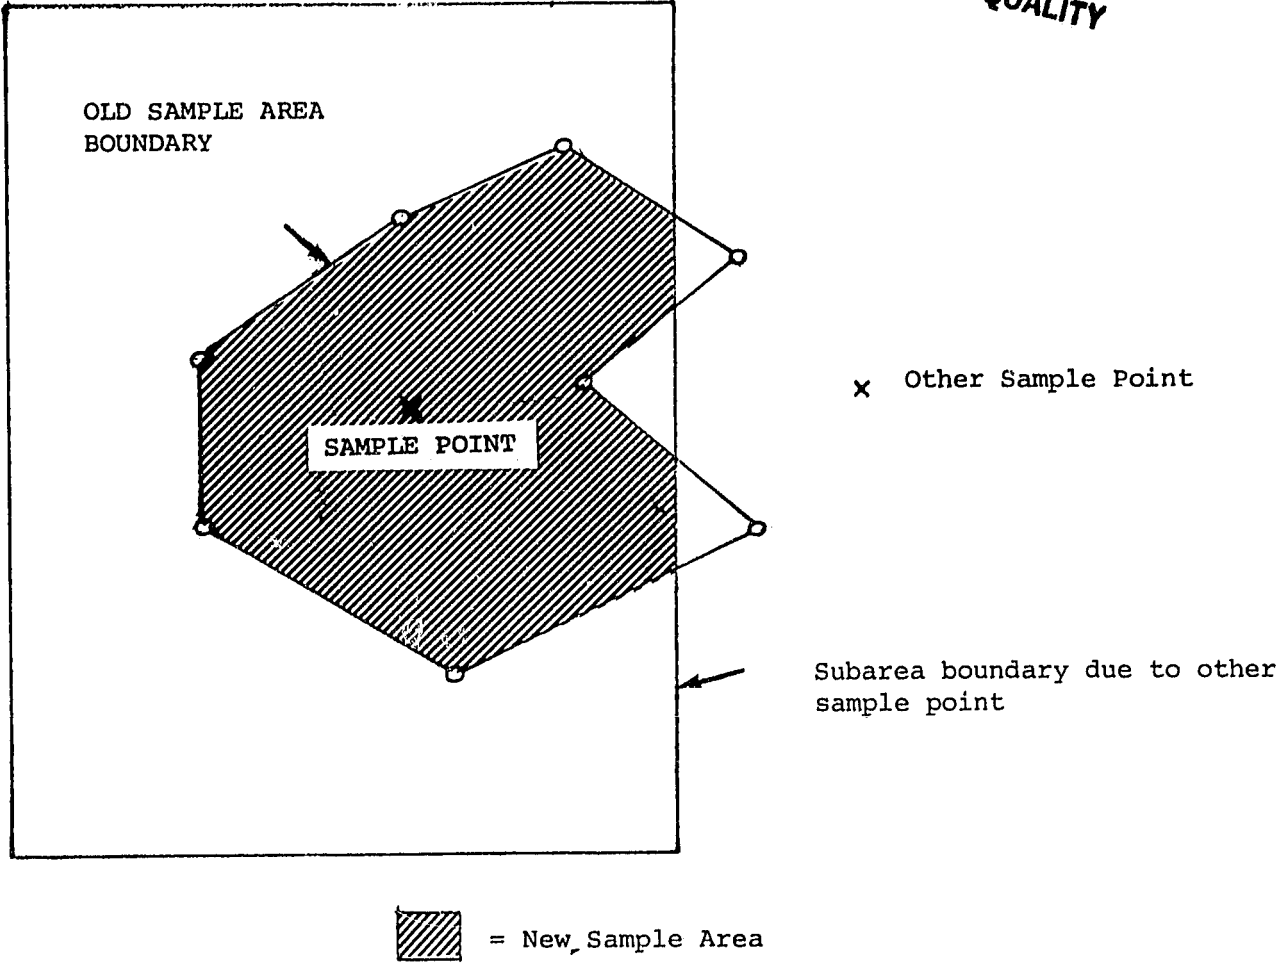 QUALITY
OLD SAMPLE AREA
BOUNDARY
x Other Sample Point
SAMPLE POINT
Subarea boundary due to other
sample point
= New Sample Area